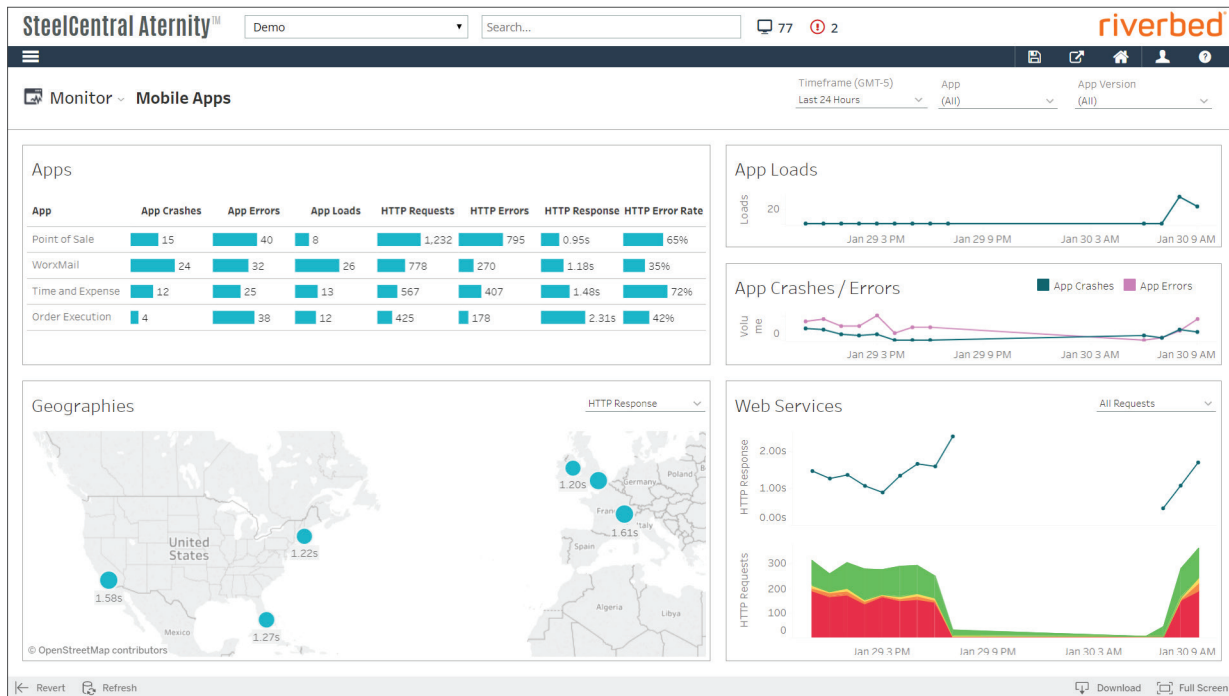 SteelCentral Aternity™ Demo Search... 77 2 riverbed
Monitor Mobile Apps
Timeframe (GMT-5) App App Version
Last 24 Hours (All) (All)
Apps
App App Crashes App Errors App Loads HTTP Requests HTTP Errors HTTP Response HTTP Error Rate
Point of Sale 15 40 8 1,232 795 0.95s 65%
WorxMail 24 32 26 778 270 1.18s 35%
Time and Expense 12 25 13 567 407 1.48s 72%
Order Execution 4 38 12 425 178 2.31s 42%
App Loads
Loads
20
Jan 29 3 PM Jan 29 9 PM Jan 30 3 AM Jan 30 9 AM
App Crashes / Errors App Crashes App Errors
Volu
me
0
Jan 29 3 PM Jan 29 9 PM Jan 30 3 AM Jan 30 9 AM
Geographies HTTP Response
United
States
Mexico
1.58s
1.22s
1.27s
1.20s
1.61s
Germany
Poland
Fran
Italy
Spain
Algeria
Libya
© OpenStreetMap contributors
Web Services All Requests
HTTP Response
2.00s
1.00s
0.00s
HTTP Requests
300
200
100
0
Jan 29 3 PM Jan 29 9 PM Jan 30 3 AM Jan 30 9 AM
Revert Refresh Download Full Screen